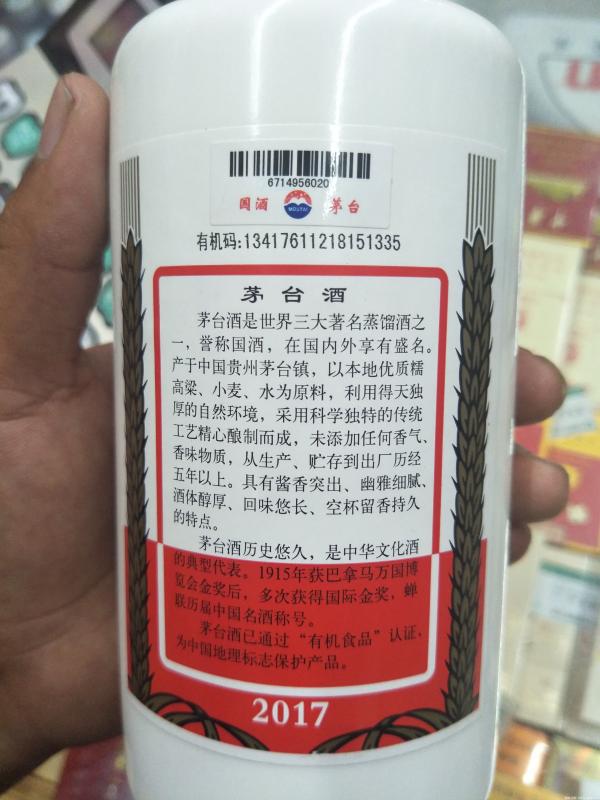 6714956020
国酒 MOUTAI 茅台
有机码:13417611218151335
茅台酒
茅台酒是世界三大著名蒸馏酒之
一，誉称国酒，在国内外享有盛名。
产于中国贵州茅台镇，以本地优质糯
高粱、小麦、水为原料，利用得天独
厚的自然环境，采用科学独特的传统
工艺精心酿制而成，未添加任何香气、
香味物质，从生产、贮存到出厂历经
五年以上。具有酱香突出、幽雅细腻、
酒体醇厚、回味悠长、空杯留香持久
的特点。
茅台酒历史悠久，是中华文化酒
的典型代表。1915年获巴拿马万国博
览会金奖后，多次获得国际金奖，蝉
联历届中国名酒称号。
茅台酒已通过“有机食品”认证，
为中国地理标志保护产品。
2017